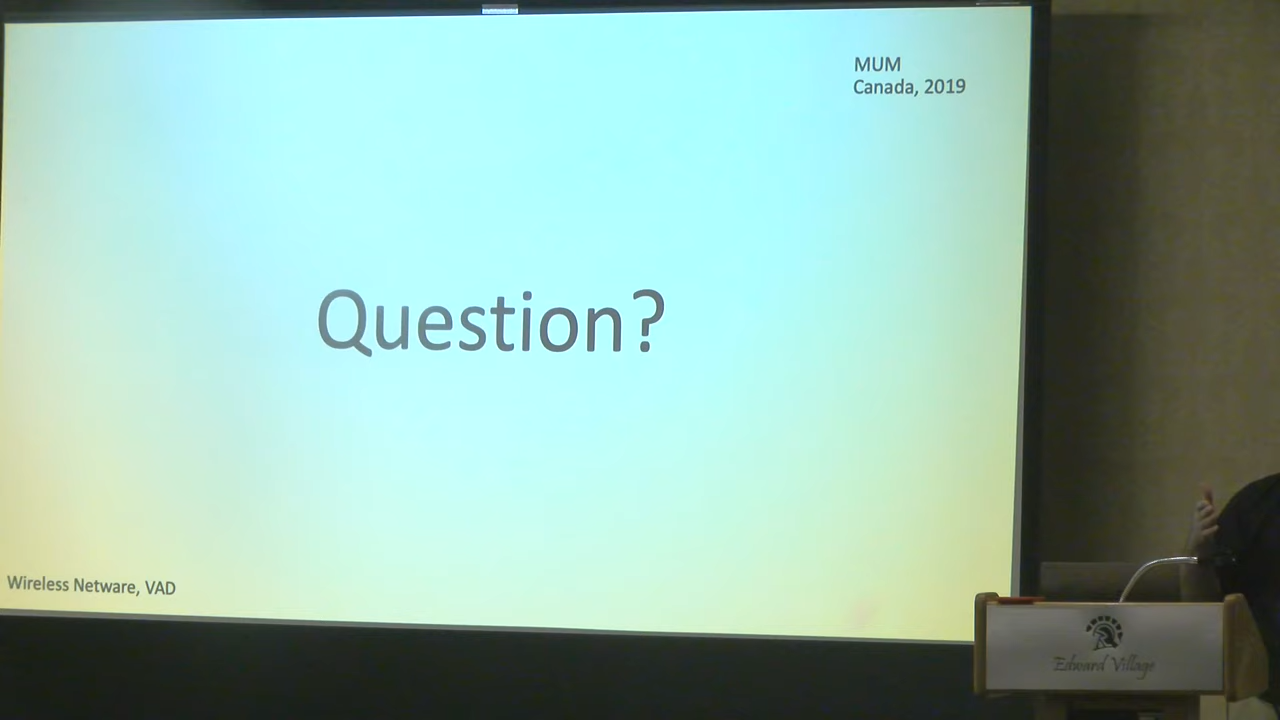 MUM
Canada, 2019
Question?
Wireless Netware, VAD
Edward Village